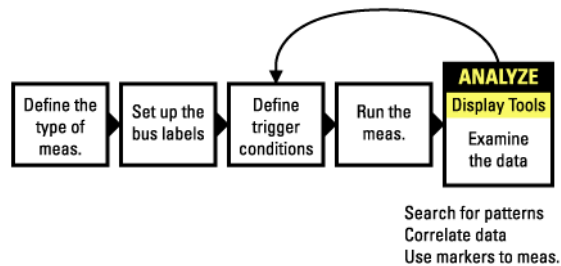 Define the
type of
meas.
Set up the
bus labels
Define
trigger
conditions
Run the
meas.
ANALYZE
Display Tools
Examine
the data
Search for patterns
Correlate data
Use markers to meas.